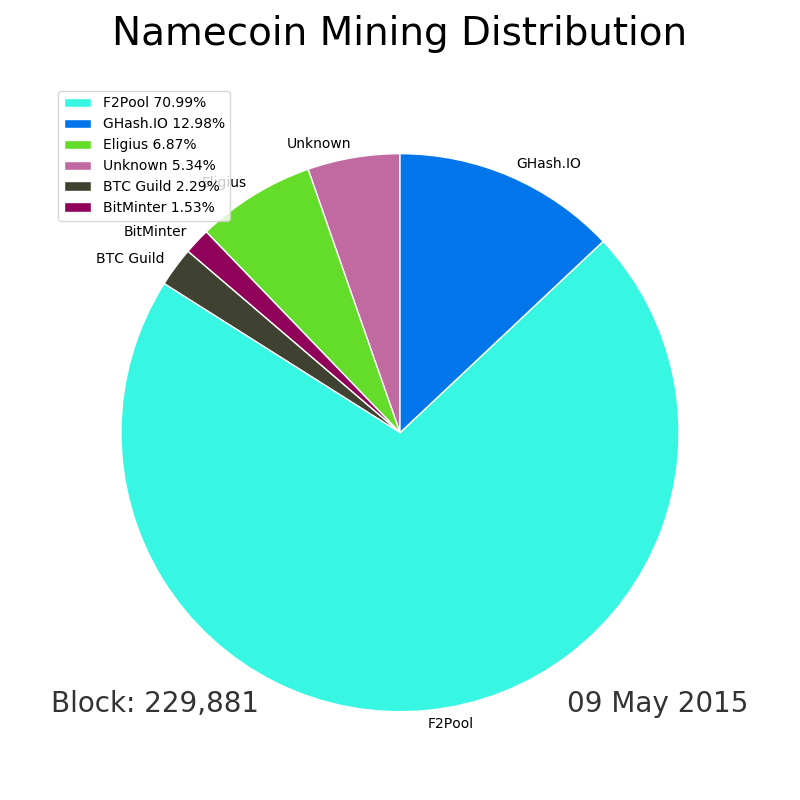 Namecoin Mining Distribution
F2Pool 70.99%
GHash.IO 12.98%
Eligius 6.87%
Unknown 5.34%
BTC Guild 2.29%
BitMinter 1.53%
Unknown
GHash.IO
Eligius
BitMinter
BTC Guild
Block: 229,881
09 May 2015
F2Pool